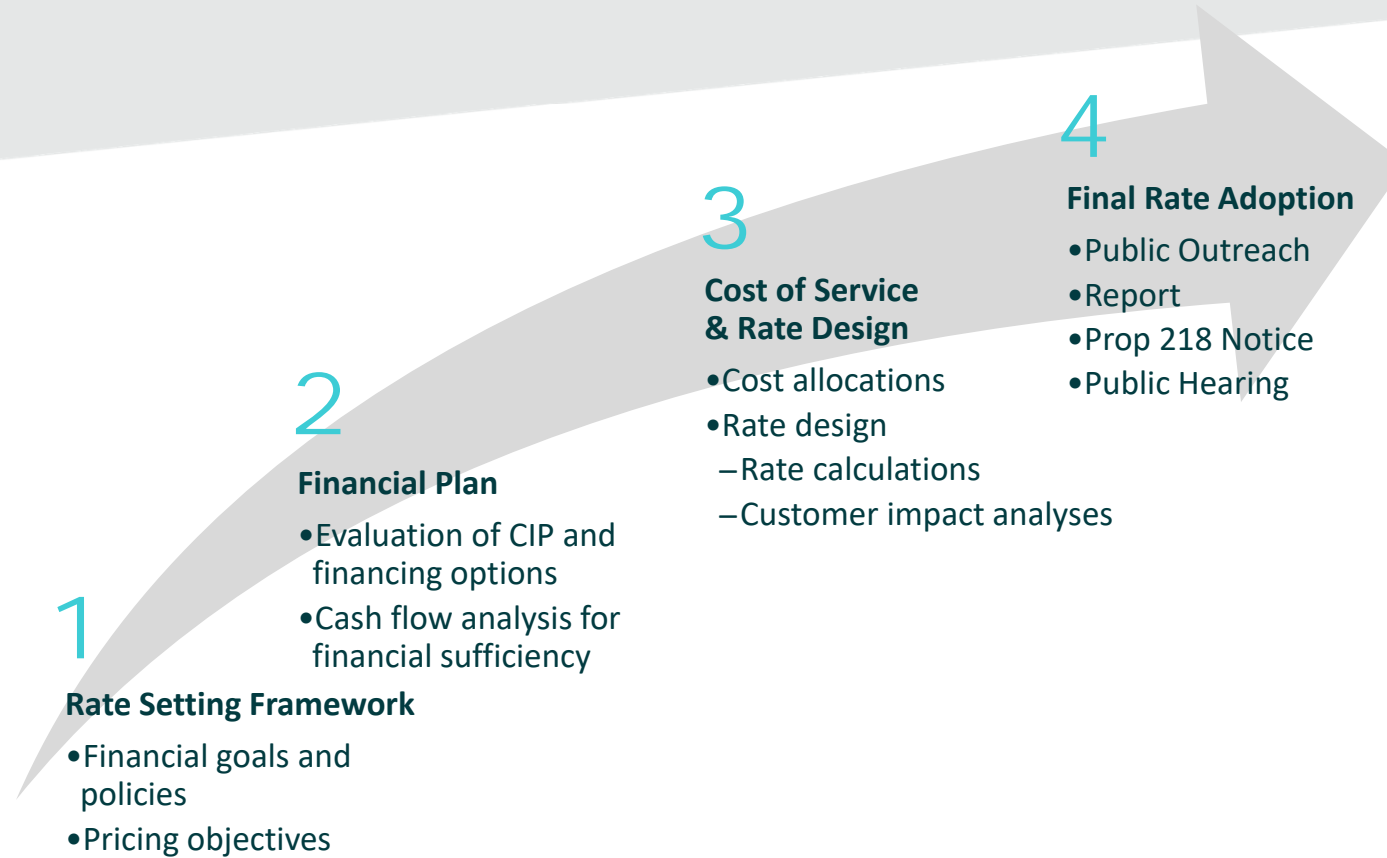 1
Rate Setting Framework
•Financial goals and
policies
•Pricing objectives
2
Financial Plan
•Evaluation of CIP and
financing options
•Cash flow analysis for
financial sufficiency
3
Cost of Service
& Rate Design
•Cost allocations
•Rate design
–Rate calculations
–Customer impact analyses
4
Final Rate Adoption
•Public Outreach
•Report
•Prop 218 Notice
•Public Hearing